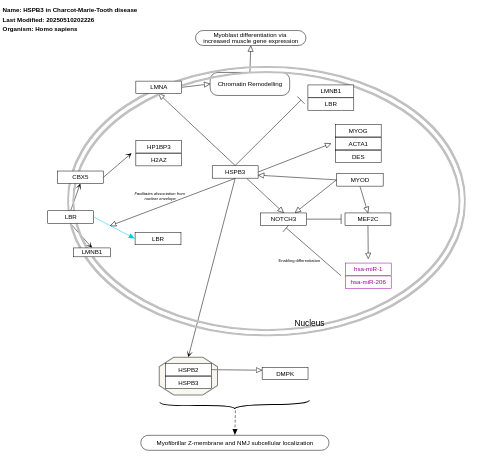 Name: HSPB3 in Charcot-Marie-Tooth disease
Last Modified: 20250510202226
Organism: Homo sapiens
Myoblast differentiation via
increased muscle gene expression
LMNA
Chromatin Remodelling
LMNB1
LBR
MYOG
ACTA1
DES
HP1BP3
H2AZ
CBX5
HSPB3
MYOD
Facilitates dissociation from
nuclear envelope
LBR
NOTCH3
MEF2C
LBR
LMNB1
Enabling differentiation
hsa-miR-1
hsa-miR-206
Nucleus
HSPB2
HSPB3
DMPK
Myofibrillar Z-membrane and NMJ subcellular localization